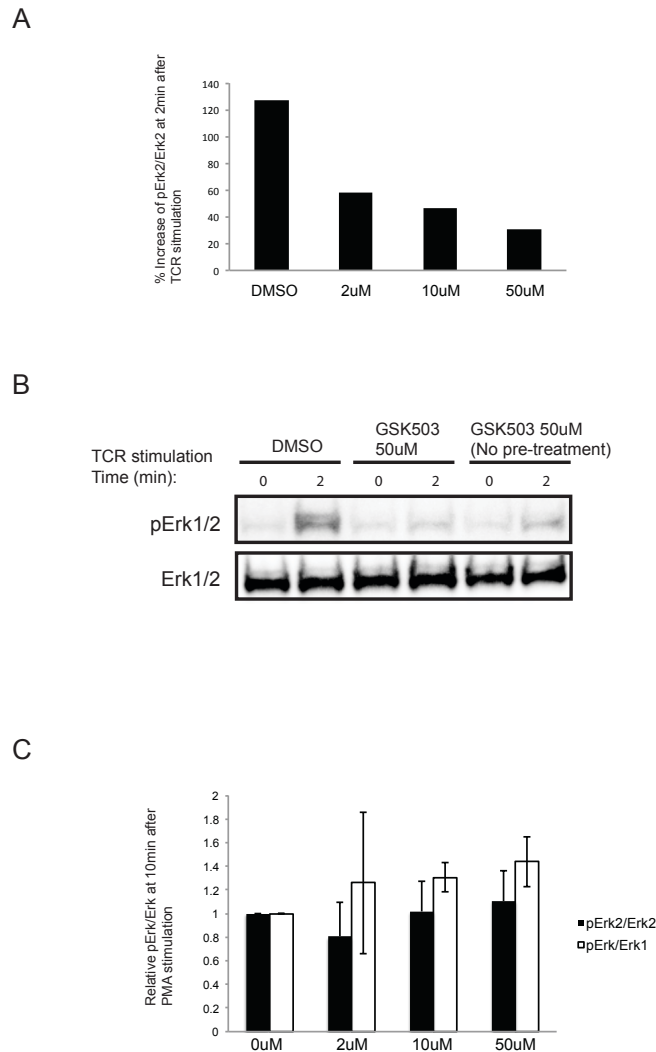 A
% Increase of pErk2/Erk2 at 2min after
TCR sitmulation
140
120
100
80
60
40
20
0
DMSO 2uM 10uM 50uM
B
TCR stimulation
Time (min):
DMSO
GSK503
50uM
GSK503 50uM
(No pre-treatment)
0 2 0 2 0 2
pErk1/2
Erk1/2
C
Relative pErk/Erk at 10min after
PMA stimulation
2
1.8
1.6
1.4
1.2
1
0.8
0.6
0.4
0.2
0
0uM 2uM 10uM 50uM
pErk2/Erk2
pErk/Erk1